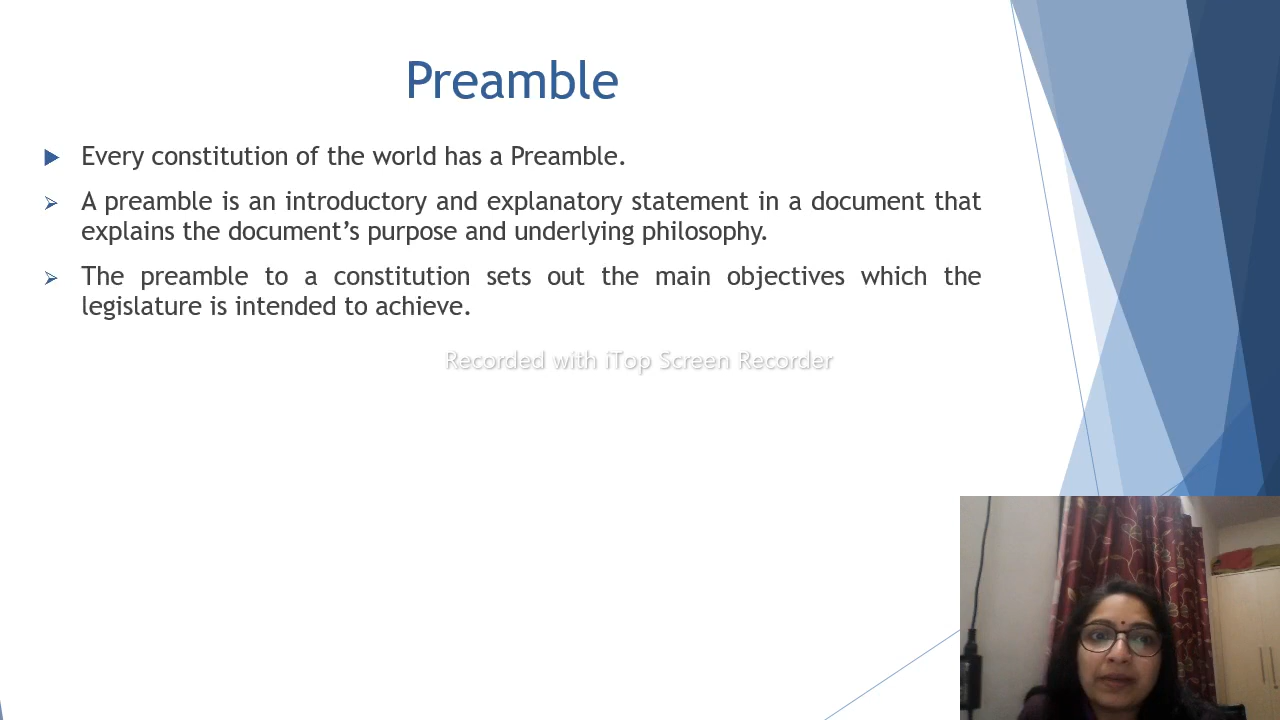 Preamble
Every constitution of the world has a Preamble.
A preamble is an introductory and explanatory statement in a document that
explains the document’s purpose and underlying philosophy.
The preamble to a constitution sets out the main objectives which the
legislature is intended to achieve.
Recorded with iTop Screen Recorder